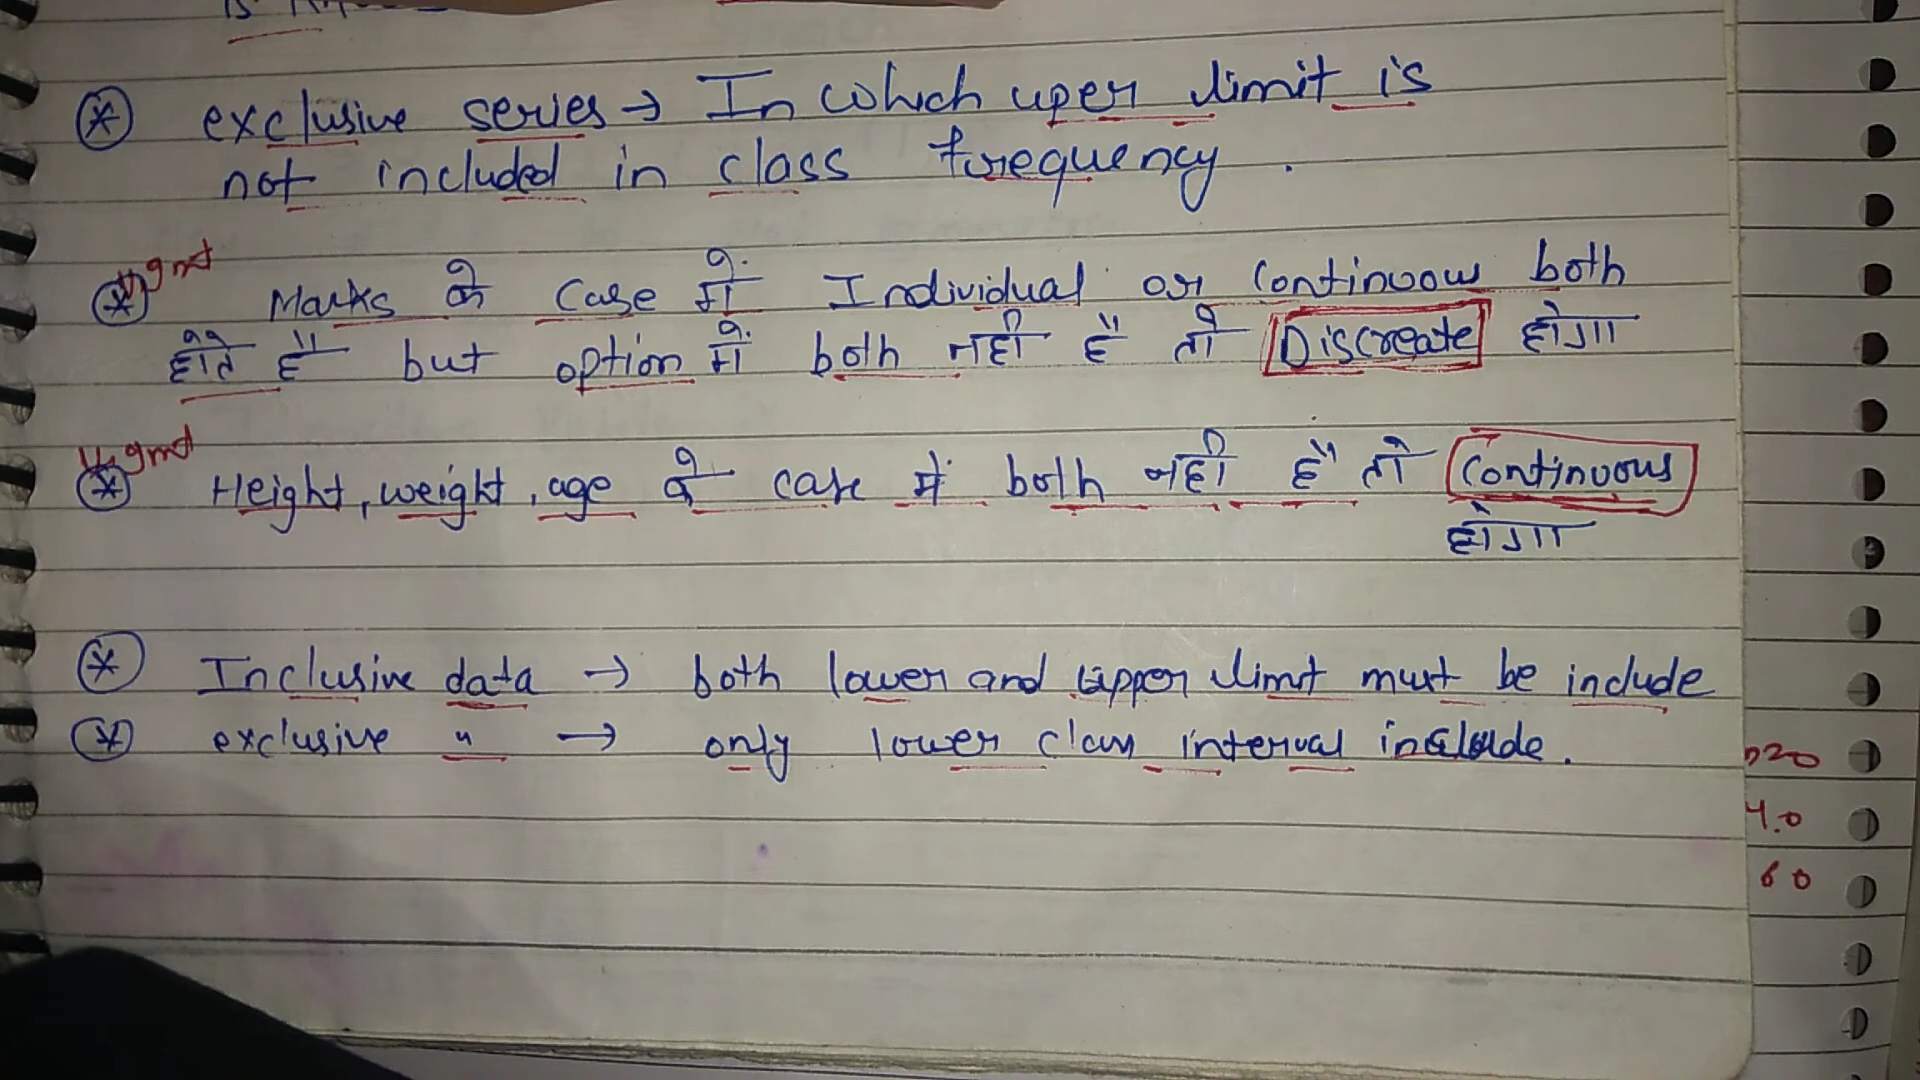 exclusive series → In which uper limit is
not included in class frequency .
Marks के Case में Individual or Continuous both
होते हैं but option में both नही है तो Discreate होगा
Height, weight, age के case में both नही हैं तो Continuous
होगा
Inclusive data → both lower and upper limit must be include
exclusive " → only lower class interval include .
20
4.0
60